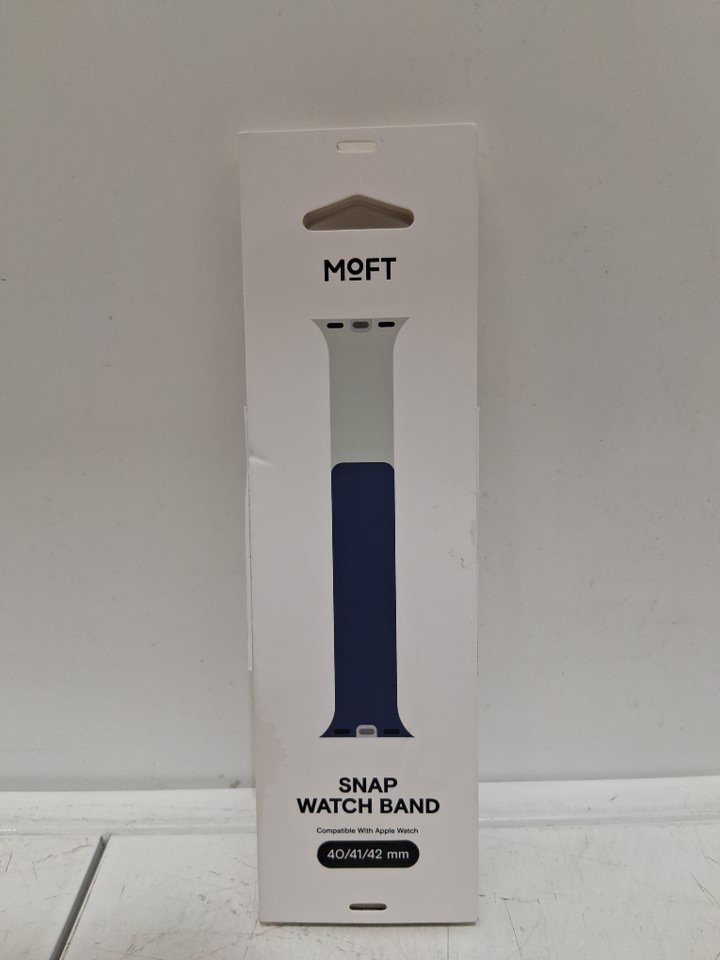 MOFT
SNAP
WATCH BAND
Compatible With Apple Watch
40/41/42 mm